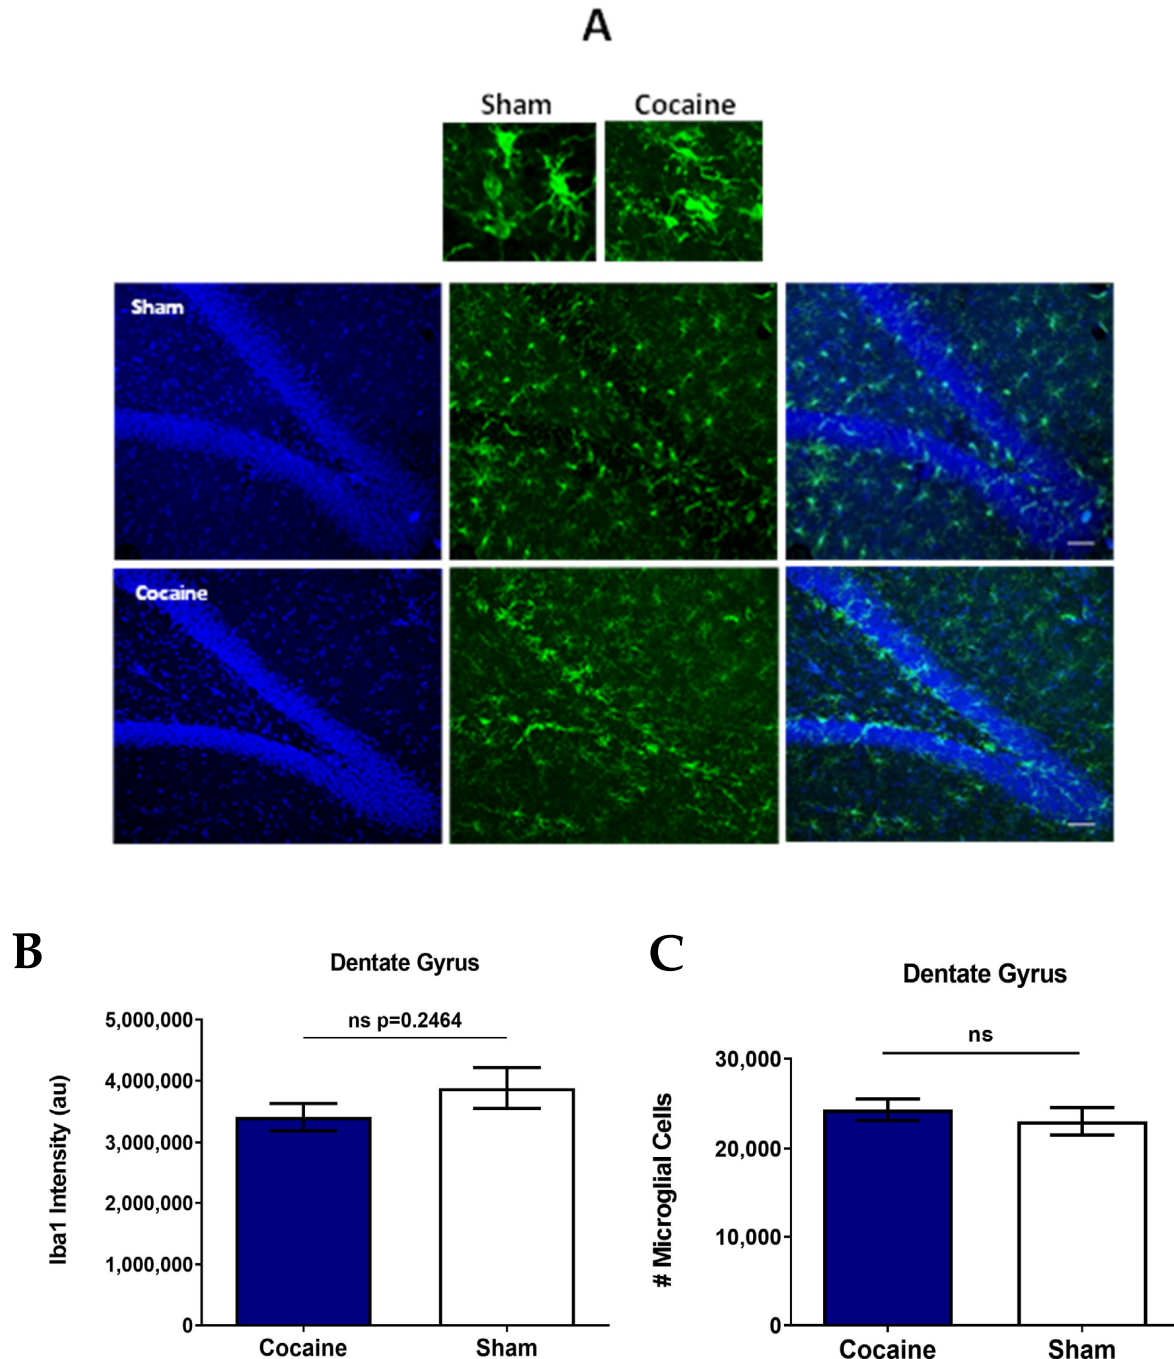 A
Sham
Cocaine
Sham
Cocaine
B
Dentate Gyrus
ns p=0.2464
5,000,000
4,000,000
3,000,000
2,000,000
1,000,000
0
Iba1 Intensity (au)
Cocaine
Sham
C
Dentate Gyrus
ns
30,000
20,000
10,000
0
# Microglial Cells
Cocaine
Sham